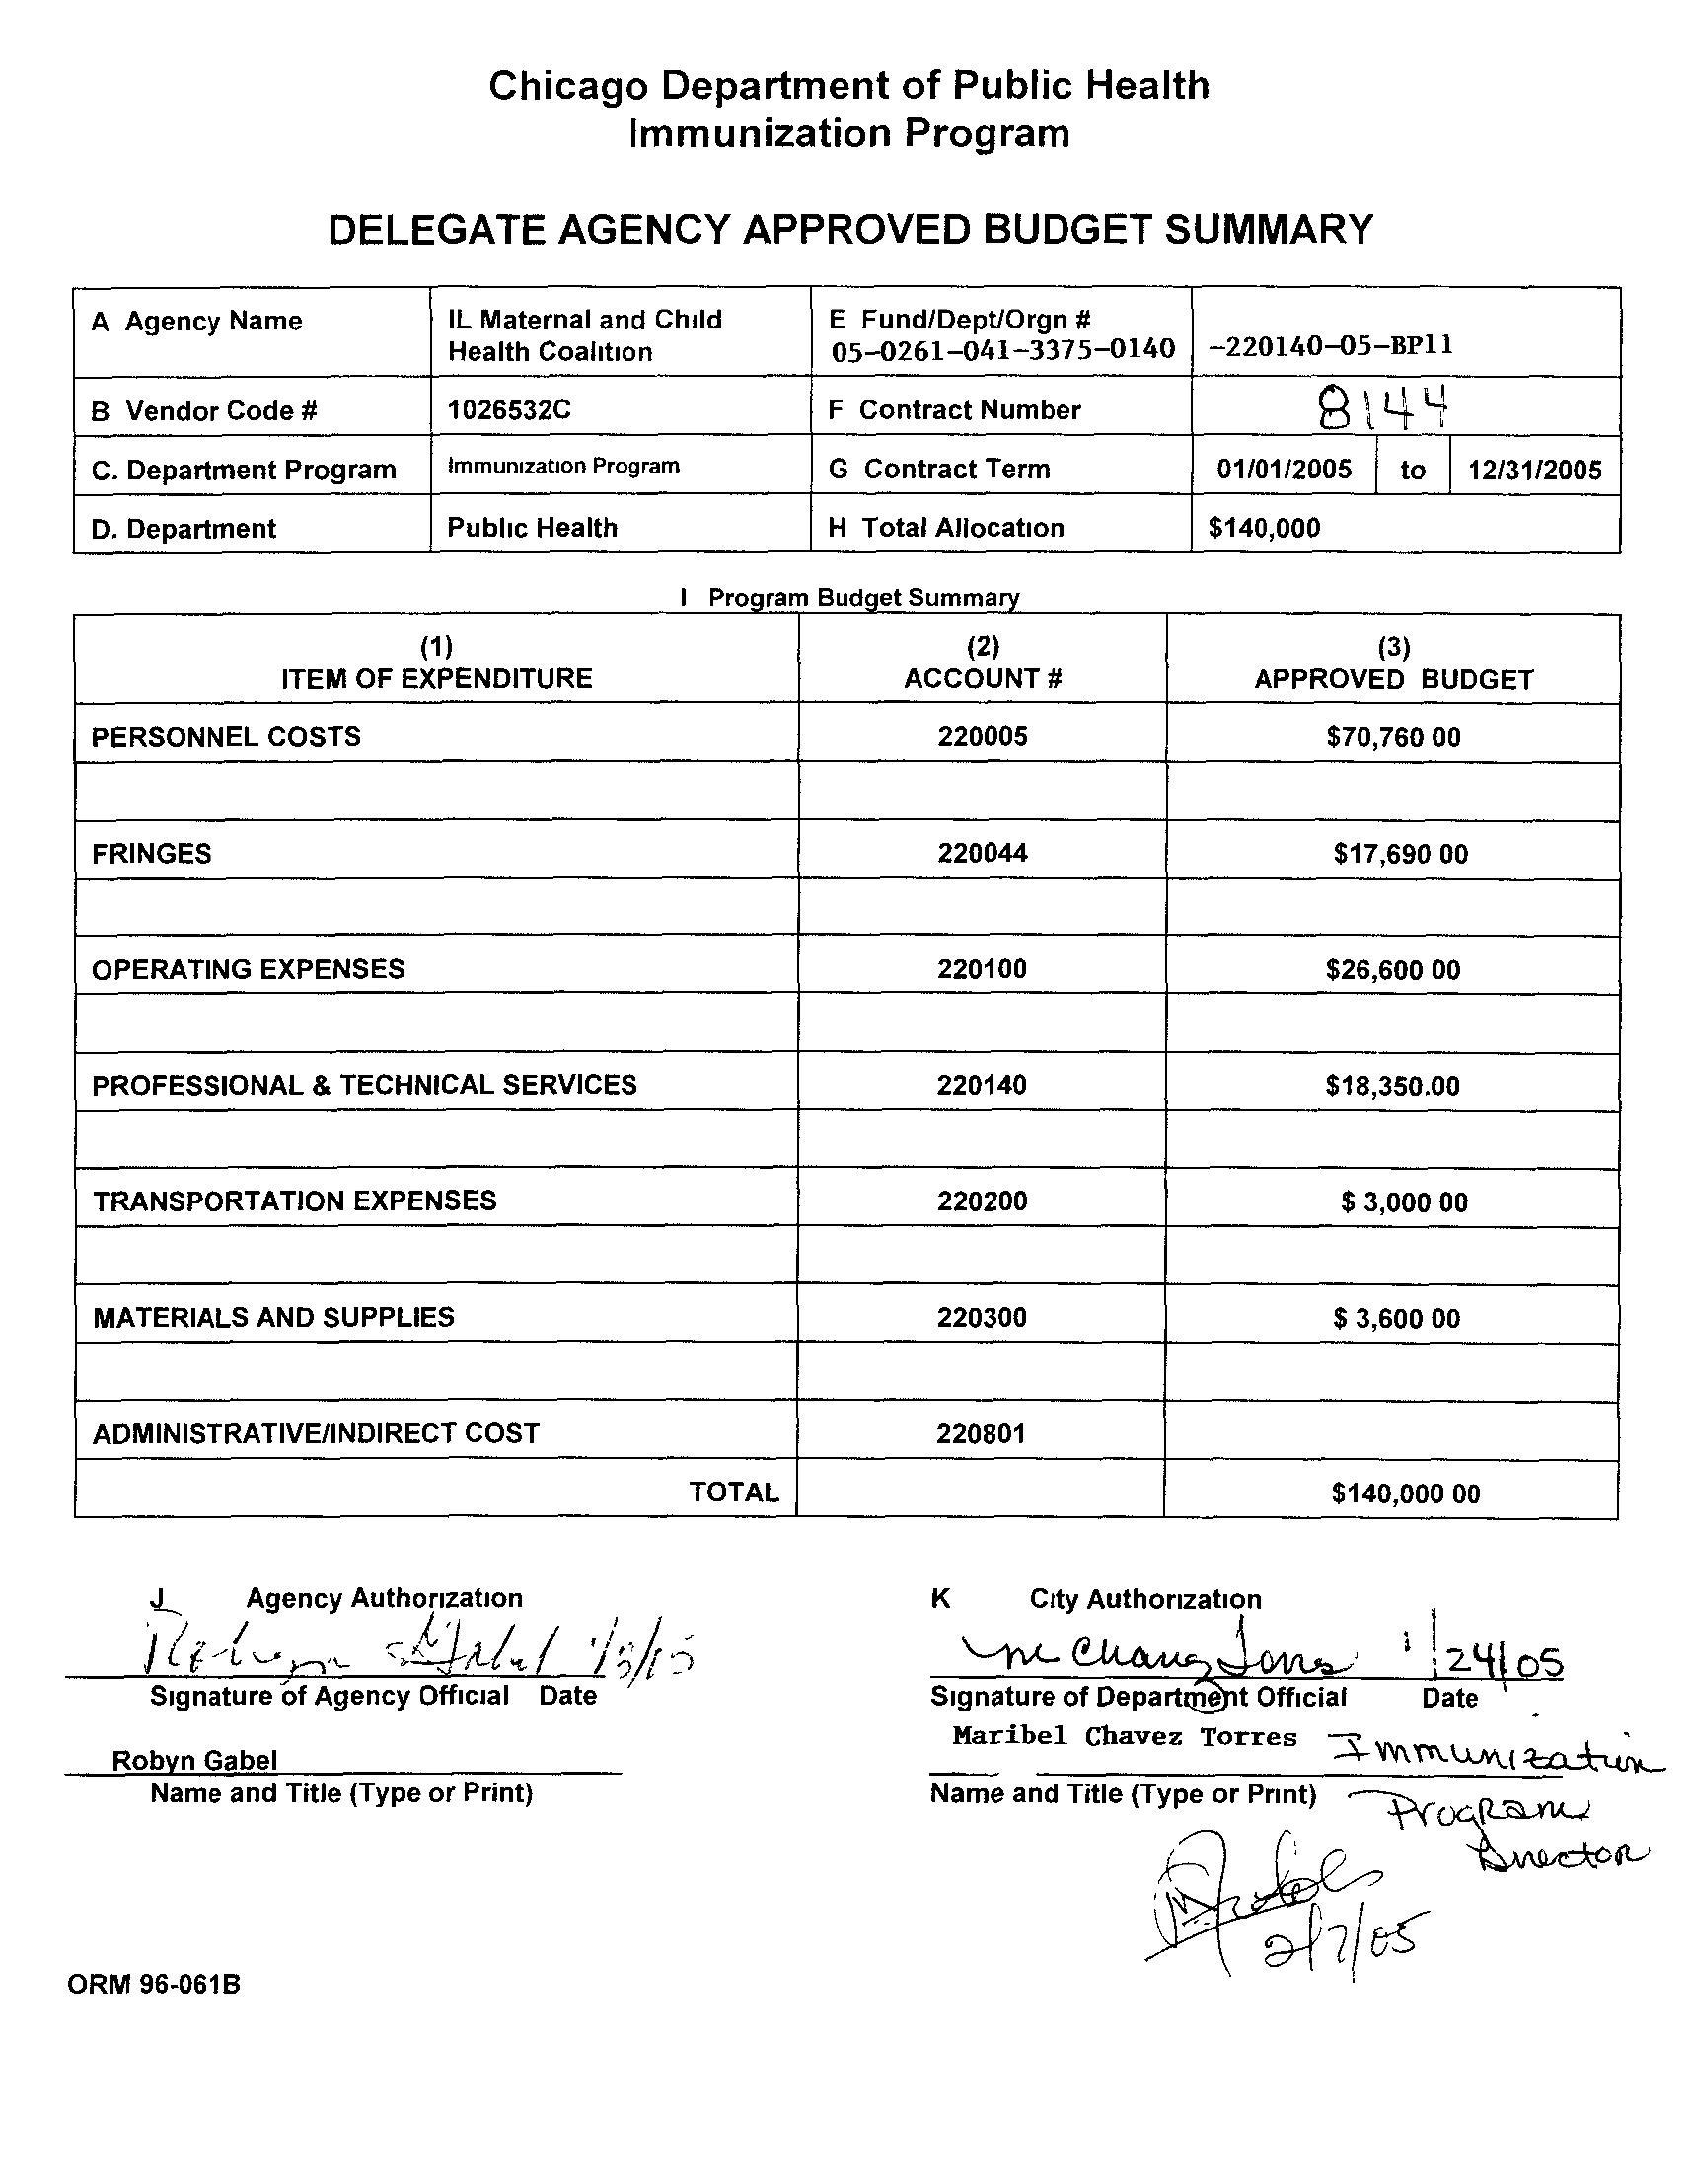 Chicago Department of Public Health
Immunization Program
DELEGATE AGENCY APPROVED BUDGET SUMMARY
A Agency Name IL Maternal and Child Health Coalition E Fund/Dept/Orgn # 05-0261-041-3375-0140 -220140-05-BP11
B Vendor Code # 1026532C F Contract Number 8144
C. Department Program Immunization Program G Contract Term 01/01/2005 to 12/31/2005
D. Department Public Health H Total Allocation $140,000
I Program Budget Summary
(1) (2) (3)
ITEM OF EXPENDITURE ACCOUNT # APPROVED BUDGET
PERSONNEL COSTS 220005 $70,760 00
FRINGES 220044 $17,690 00
OPERATING EXPENSES 220100 $26,600 00
PROFESSIONAL & TECHNICAL SERVICES 220140 $18,350.00
TRANSPORTATION EXPENSES 220200 $ 3,000 00
MATERIALS AND SUPPLIES 220300 $ 3,600 00
ADMINISTRATIVE/INDIRECT COST 220801
TOTAL $140,000 00
J Agency Authorization K City Authorization
1/24/05
Signature of Agency Official Date Signature of Department Official Date
Robyn Gabel Maribel Chavez Torres Immunization
Name and Title (Type or Print) Name and Title (Type or Print) Program
Director
2/7/05
ORM 96-061B